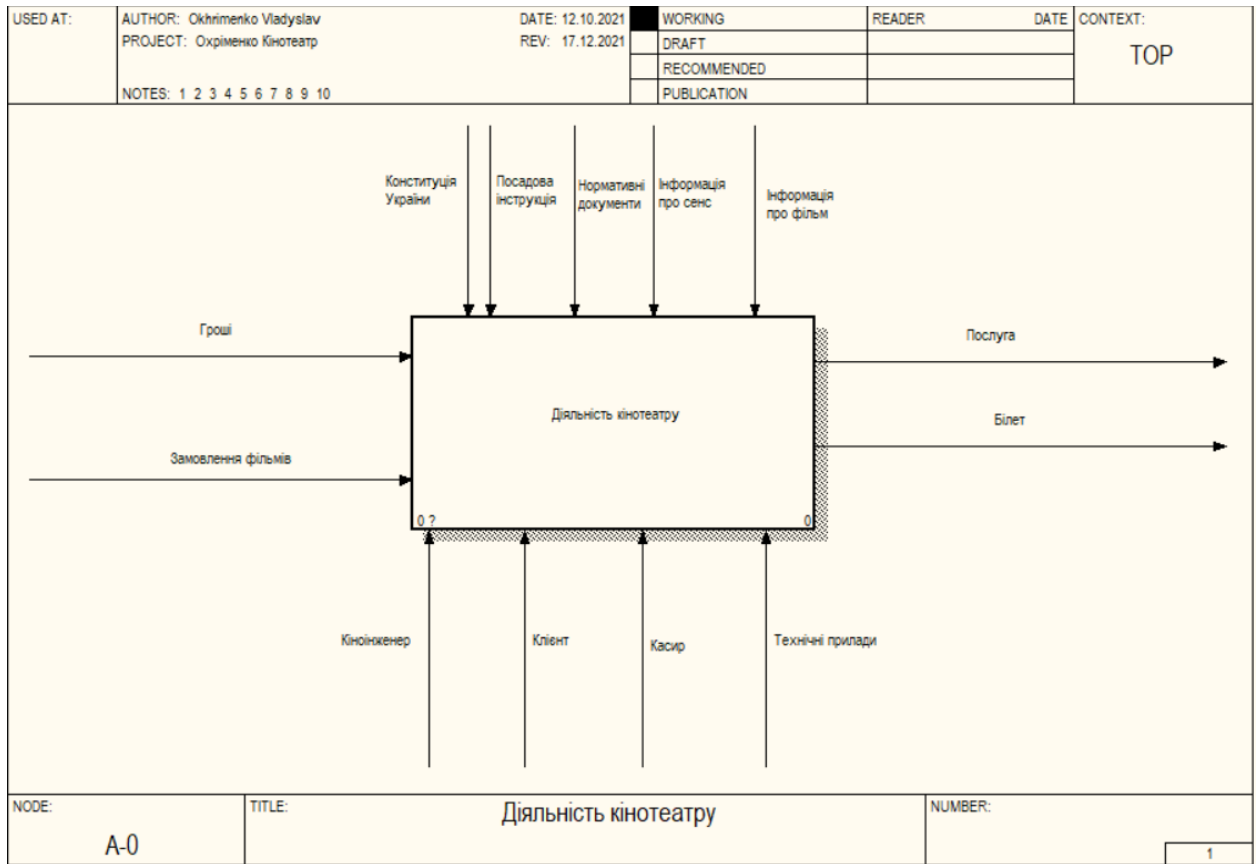 USED AT:
AUTHOR: Okhrimenko Vladyslav
DATE: 12.10.2021
WORKING
READER
DATE
CONTEXT:
PROJECT: Охріменко Кінотеатр
REV: 17.12.2021
DRAFT
TOP
RECOMMENDED
NOTES: 1 2 3 4 5 6 7 8 9 10
PUBLICATION
Конституція
України
Посадова
інструкція
Нормативні
документи
Інформація
про сенс
Інформація
про фільм
Гроші
Послуга
Діяльність кінотеатру
Білет
Замовлення фільмів
0 ?
0
Кіноінженер
Клієнт
Касир
Технічні прилади
NODE:
TITLE:
Діяльність кінотеатру
NUMBER:
A-0
1